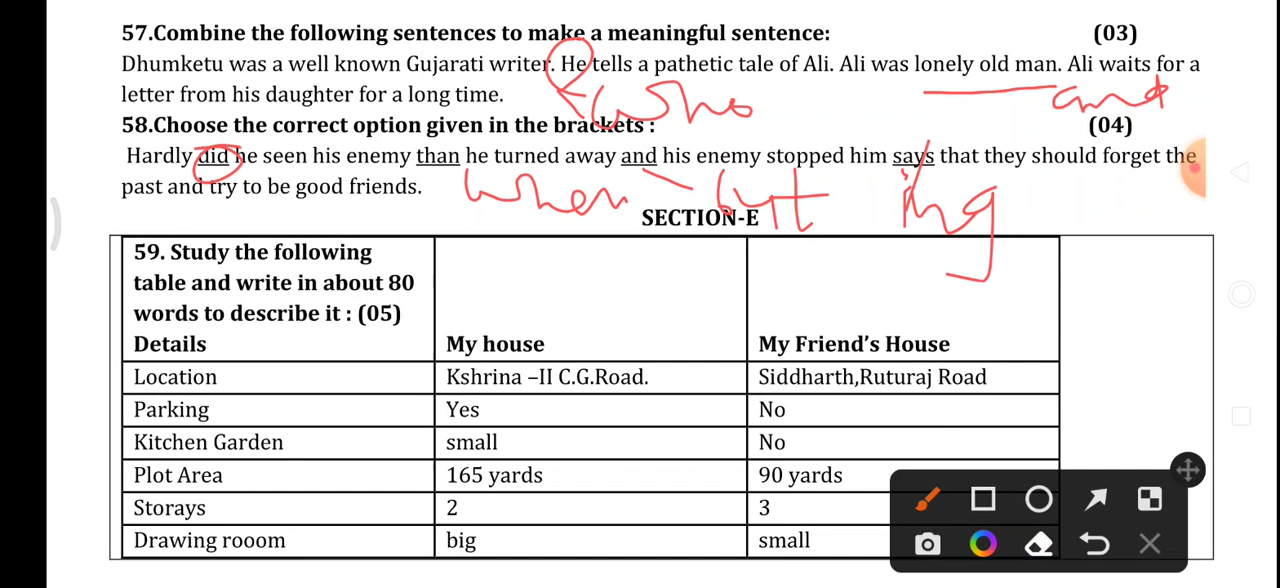 57.Combine the following sentences to make a meaningful sentence: (03)
Dhumketu was a well known Gujarati writer. He tells a pathetic tale of Ali. Ali was lonely old man. Ali waits for a
letter from his daughter for a long time.
who and
58.Choose the correct option given in the brackets : (04)
Hardly did he seen his enemy than he turned away and his enemy stopped him says that they should forget the
past and try to be good friends.
when but ing
SECTION-E
59. Study the following
table and write in about 80
words to describe it : (05)
Details My house My Friend's House
Location Kshrina –II C.G.Road. Siddharth,Ruturaj Road
Parking Yes No
Kitchen Garden small No
Plot Area 165 yards 90 yards
Storays 2 3
Drawing rooom big small